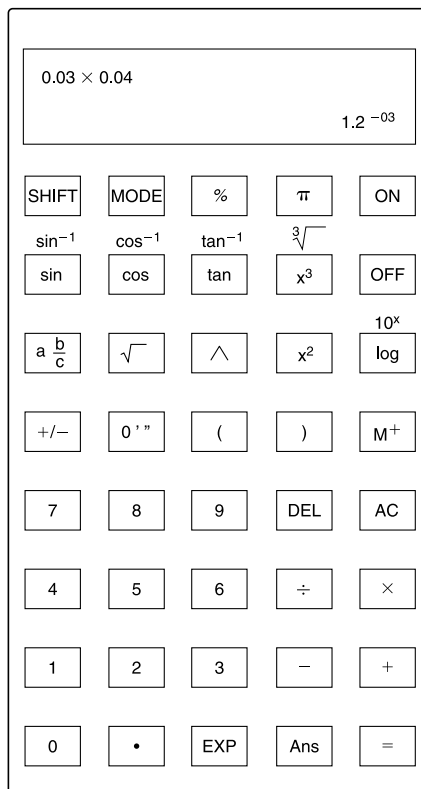 0.03 × 0.04
1.2 ⁻⁰³
SHIFT MODE % π ON
sin⁻¹ cos⁻¹ tan⁻¹ ³√
sin cos tan x³ OFF
10ˣ
a b/c √ ∧ x² log
+/− 0 ' " ( ) M⁺
7 8 9 DEL AC
4 5 6 ÷ ×
1 2 3 − +
0 • EXP Ans =